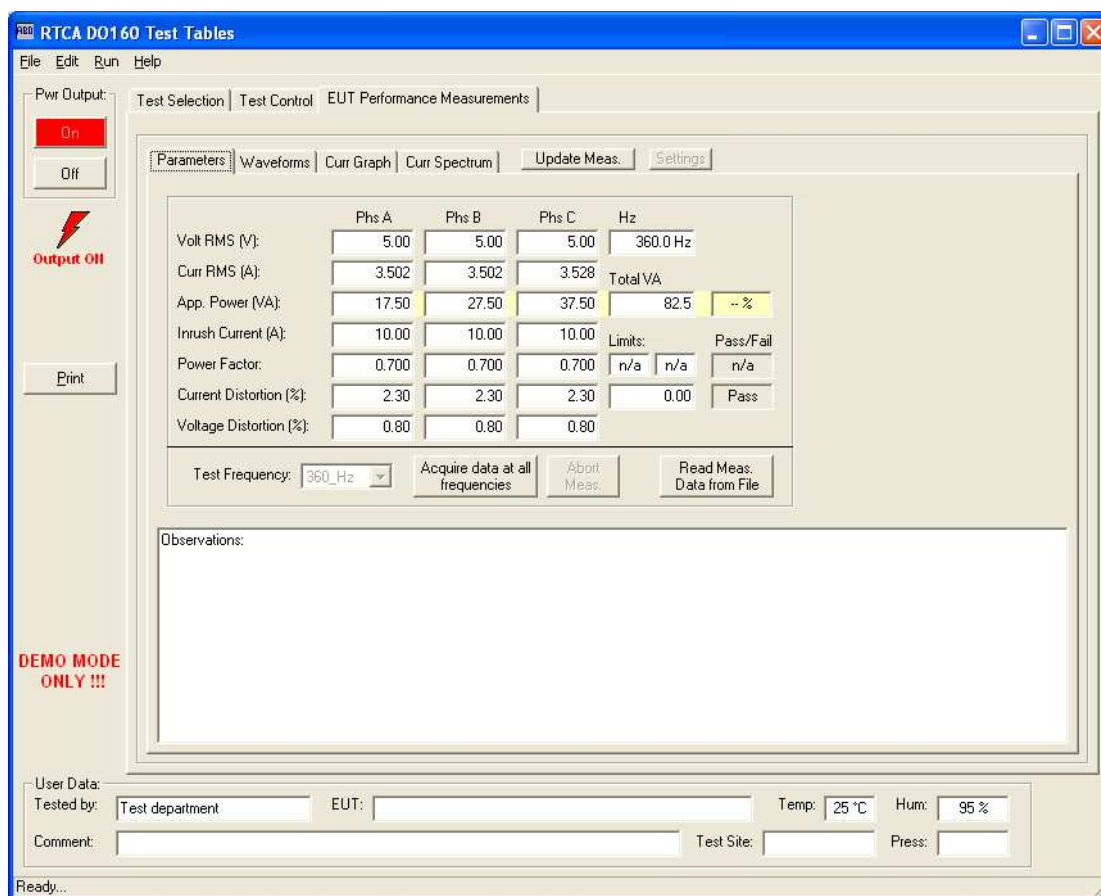 RTCA DO160 Test Tables
File Edit Run Help
Pwr Output:
On
Off
Output ON
Print
DEMO MODE
ONLY !!!
Test Selection Test Control EUT Performance Measurements
Parameters Waveforms Curr Graph Curr Spectrum Update Meas. Settings
Phs A Phs B Phs C Hz
Volt RMS (V): 5.00 5.00 5.00 360.0 Hz
Curr RMS (A): 3.502 3.502 3.528 Total VA
App. Power (VA): 17.50 27.50 37.50 82.5 -- %
Inrush Current (A): 10.00 10.00 10.00 Limits: Pass/Fail
Power Factor: 0.700 0.700 0.700 n/a n/a n/a
Current Distortion (%): 2.30 2.30 2.30 0.00 Pass
Voltage Distortion (%): 0.80 0.80 0.80
Test Frequency: 360_Hz
Acquire data at all
frequencies
Abort
Meas.
Read Meas.
Data from File
Observations:
User Data:
Tested by: Test department EUT: Temp: 25 °C Hum: 95 %
Comment: Test Site: Press:
Ready...